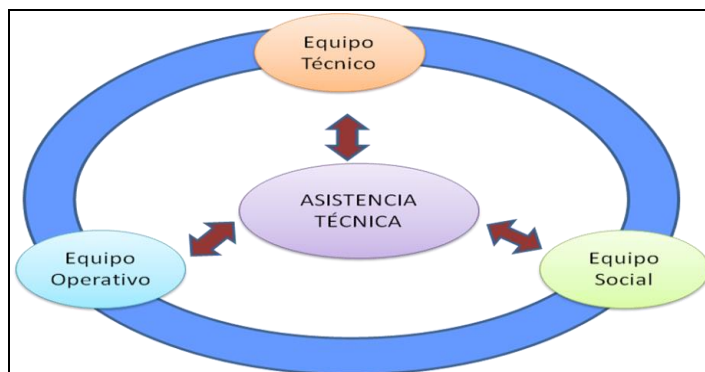 Equipo
Técnico
ASISTENCIA
TÉCNICA
Equipo
Operativo
Equipo
Social